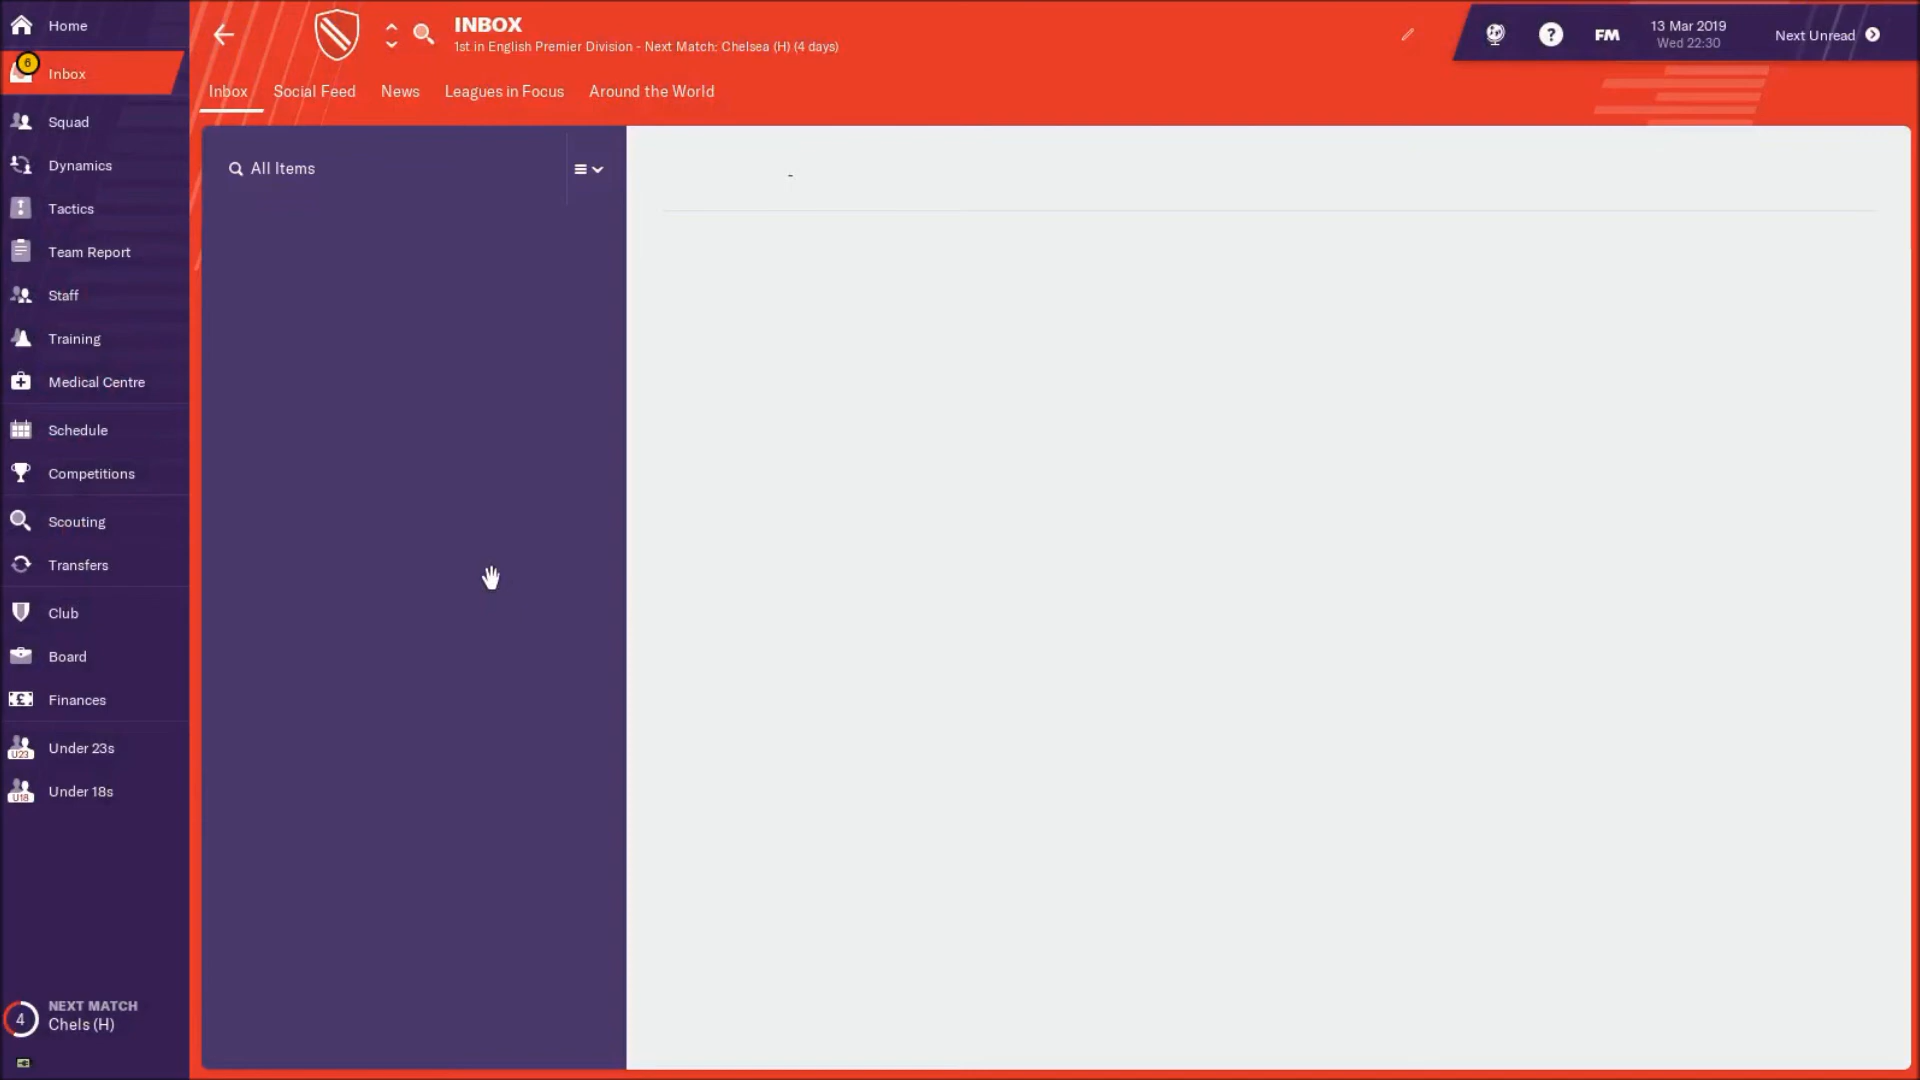 Home
6
Inbox
Squad
Dynamics
Tactics
Team Report
Staff
Training
Medical Centre
Schedule
Competitions
Scouting
Transfers
Club
Board
Finances
U23
Under 23s
U18
Under 18s
4
NEXT MATCH
Chels (H)
INBOX
1st in English Premier Division - Next Match: Chelsea (H) (4 days)
?
FM
13 Mar 2019
Wed 22:30
Next Unread
Inbox
Social Feed
News
Leagues in Focus
Around the World
All Items
-